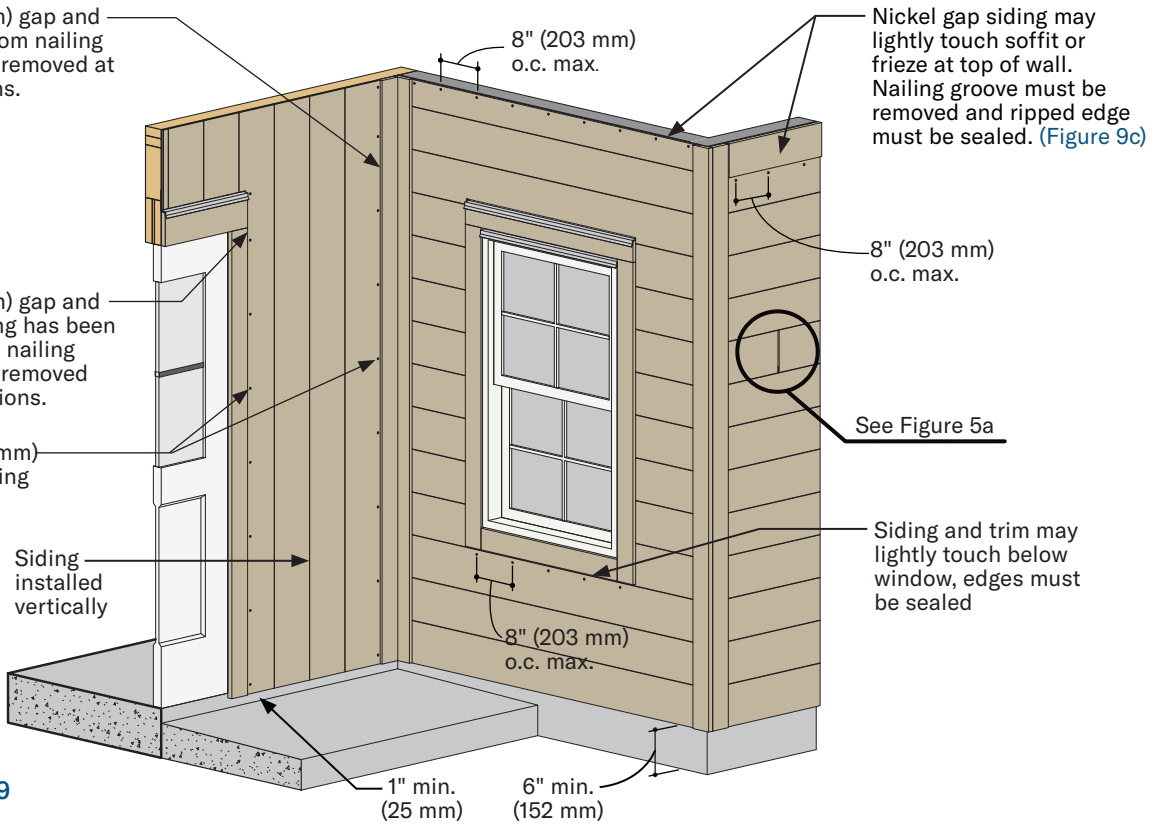 gap and
nailing
removed at
8" (203 mm)
o.c. max.
Nickel gap siding may
lightly touch soffit or
frieze at top of wall.
Nailing groove must be
removed and ripped edge
must be sealed. (Figure 9c)
8" (203 mm)
o.c. max.
gap and
has been
nailing
removed
See Figure 5a
mm)
Siding
installed
vertically
Siding and trim may
lightly touch below
window, edges must
be sealed
8" (203 mm)
o.c. max.
1" min.
(25 mm)
6" min.
(152 mm)
9